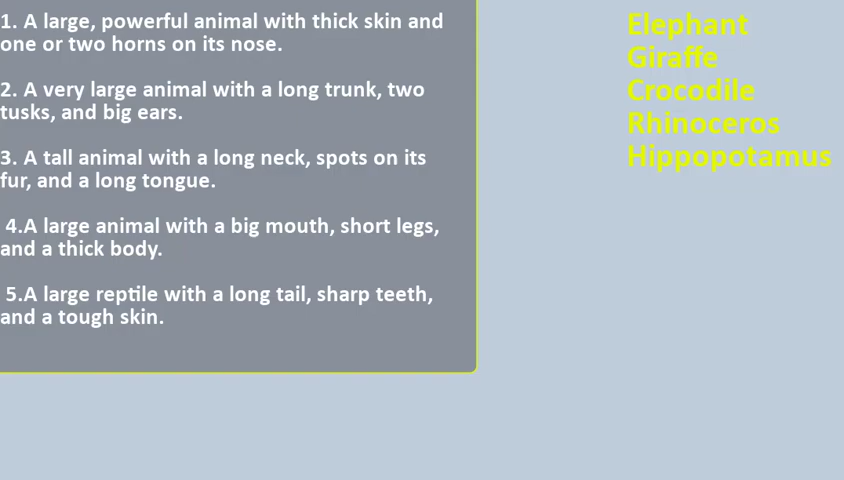 1. A large, powerful animal with thick skin and
one or two horns on its nose.
2. A very large animal with a long trunk, two
tusks, and big ears.
3. A tall animal with a long neck, spots on its
fur, and a long tongue.
4.A large animal with a big mouth, short legs,
and a thick body.
5.A large reptile with a long tail, sharp teeth,
and a tough skin.
Elephant
Giraffe
Crocodile
Rhinoceros
Hippopotamus